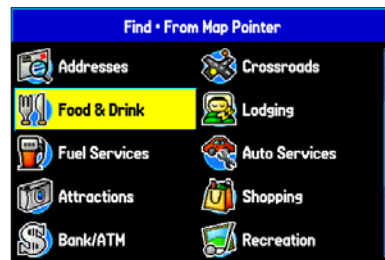 Find • From Map Pointer
Addresses
Crossroads
Food & Drink
Lodging
Fuel Services
Auto Services
Attractions
Shopping
Bank/ATM
Recreation